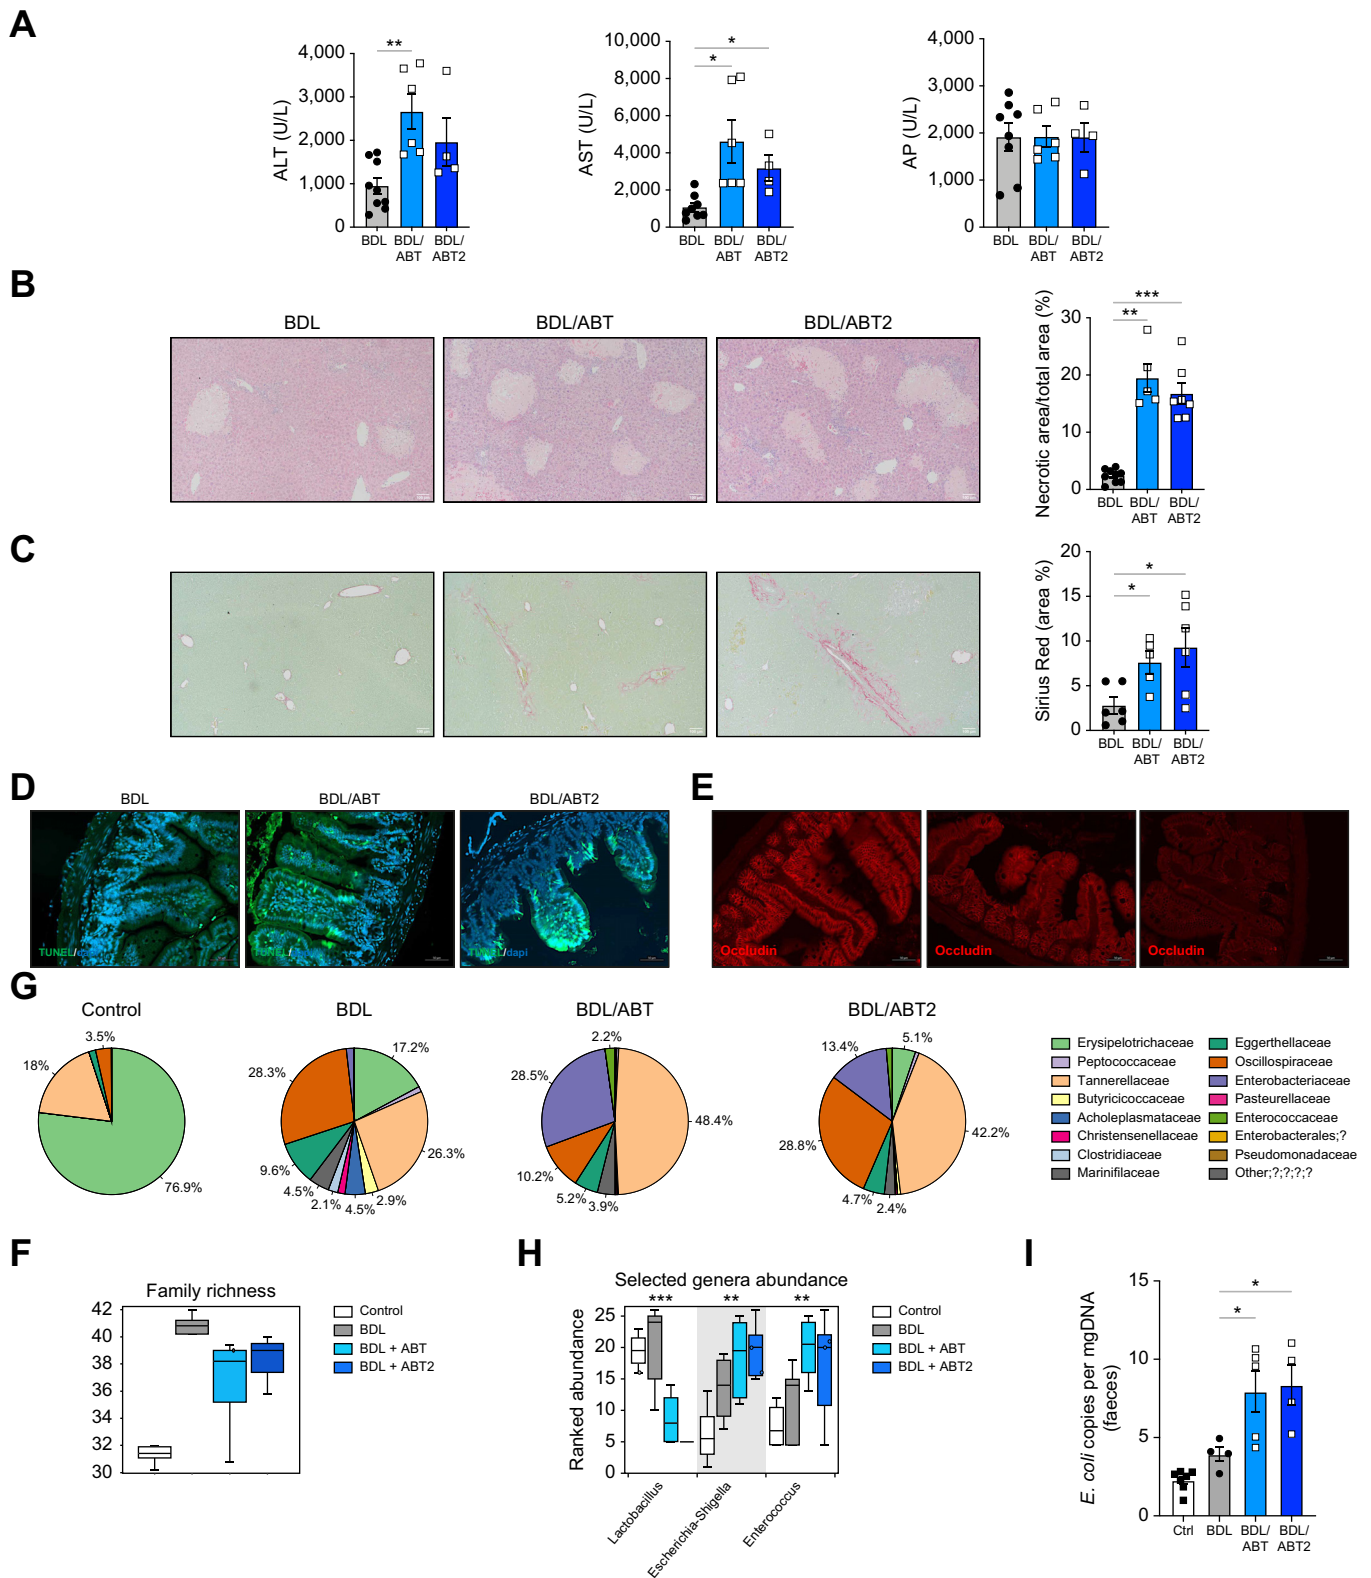 A
ALT (U/L)
4,000
3,000
2,000
1,000
0
**
BDL
BDL/
ABT
BDL/
ABT2
AST (U/L)
10,000
8,000
6,000
4,000
2,000
0
*
*
BDL
BDL/
ABT
BDL/
ABT2
AP (U/L)
4,000
3,000
2,000
1,000
0
BDL
BDL/
ABT
BDL/
ABT2
B
BDL
BDL/ABT
BDL/ABT2
Necrotic area/total area (%)
30
20
10
0
***
**
BDL
BDL/
ABT
BDL/
ABT2
C
Sirius Red (area %)
20
15
10
5
0
*
*
BDL
BDL/
ABT
BDL/
ABT2
D
BDL
BDL/ABT
BDL/ABT2
TUNEL/dapi
TUNEL/dapi
TUNEL/dapi
E
Occludin
Occludin
Occludin
G
Control
3.5%
18%
76.9%
BDL
17.2%
28.3%
26.3%
9.6%
4.5%
2.1%
4.5%
2.9%
BDL/ABT
2.2%
28.5%
48.4%
10.2%
5.2%
3.9%
BDL/ABT2
5.1%
13.4%
42.2%
28.8%
4.7%
2.4%
Erysipelotrichaceae
Peptococcaceae
Tannerellaceae
Butyricicoccaceae
Acholeplasmataceae
Christensenellaceae
Clostridiaceae
Marinifilaceae
Eggerthellaceae
Oscillospiraceae
Enterobacteriaceae
Pasteurellaceae
Enterococcaceae
Enterobacterales;?
Pseudomonadaceae
Other;?;?;?;?
F
Family richness
42
40
38
36
34
32
30
Control
BDL
BDL + ABT
BDL + ABT2
H
Selected genera abundance
Ranked abundance
25
20
15
10
5
0
***
**
**
Lactobacillus
Escherichia-Shigella
Enterococcus
Control
BDL
BDL + ABT
BDL + ABT2
I
E. coli copies per mgDNA
(faeces)
15
10
5
0
*
*
Ctrl
BDL
BDL/
ABT
BDL/
ABT2